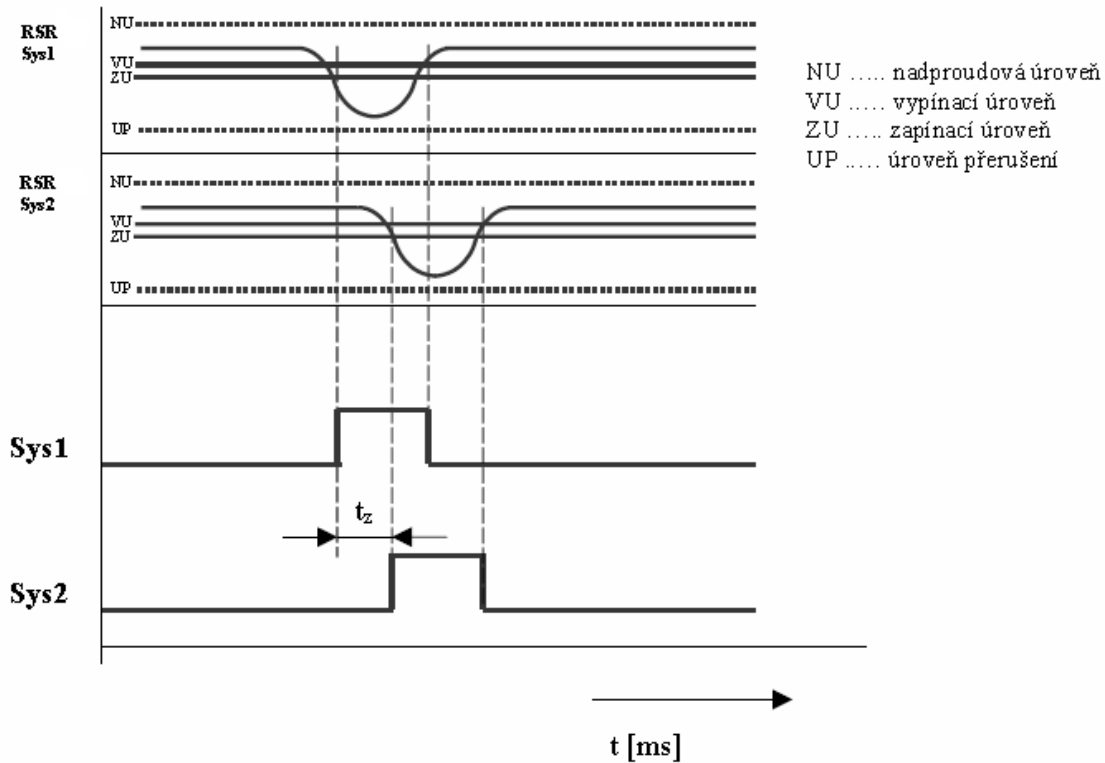 RSR
Sys1
NU
VU
ZU
UP
NU ..... nadproudová úroveň
VU ..... vypínací úroveň
ZU ..... zapínací úroveň
UP ..... úroveň přerušení
RSR
Sys2
NU
VU
ZU
UP
Sys1
tz
Sys2
t [ms]